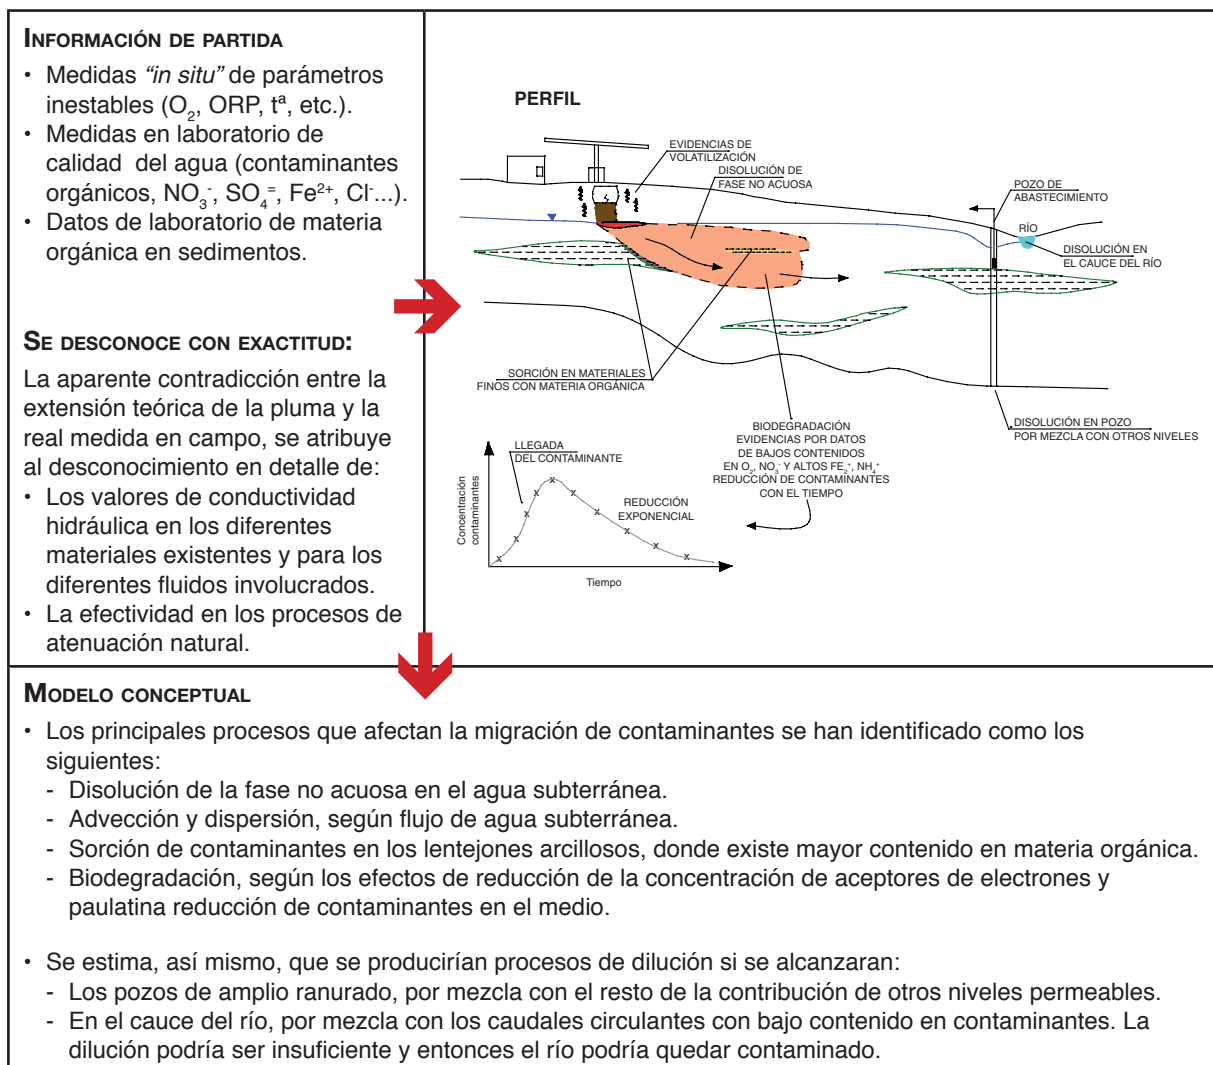 INFORMACIÓN DE PARTIDA
• Medidas "in situ" de parámetros
inestables (O2, ORP, tª, etc.).
• Medidas en laboratorio de
calidad del agua (contaminantes
orgánicos, NO3-, SO4=, Fe2+, Cl-...).
• Datos de laboratorio de materia
orgánica en sedimentos.
SE DESCONOCE CON EXACTITUD:
La aparente contradicción entre la
extensión teórica de la pluma y la
real medida en campo, se atribuye
al desconocimiento en detalle de:
• Los valores de conductividad
hidráulica en los diferentes
materiales existentes y para los
diferentes fluidos involucrados.
• La efectividad en los procesos de
atenuación natural.
PERFIL
EVIDENCIAS DE
VOLATILIZACIÓN
DISOLUCIÓN DE
FASE NO ACUOSA
POZO DE
ABASTECIMIENTO
RÍO
DISOLUCIÓN EN
EL CAUCE DEL RÍO
SORCIÓN EN MATERIALES
FINOS CON MATERIA ORGÁNICA
DISOLUCIÓN EN POZO
POR MEZCLA CON OTROS NIVELES
BIODEGRADACIÓN
EVIDENCIAS POR DATOS
DE BAJOS CONTENIDOS
EN O2, NO3- Y ALTOS FE2+, NH4+
REDUCCIÓN DE CONTAMINANTES
CON EL TIEMPO
LLEGADA
DEL CONTAMINANTE
REDUCCIÓN
EXPONENCIAL
Concentración
contaminantes
Tiempo
MODELO CONCEPTUAL
• Los principales procesos que afectan la migración de contaminantes se han identificado como los
siguientes:
- Disolución de la fase no acuosa en el agua subterránea.
- Advección y dispersión, según flujo de agua subterránea.
- Sorción de contaminantes en los lentejones arcillosos, donde existe mayor contenido en materia orgánica.
- Biodegradación, según los efectos de reducción de la concentración de aceptores de electrones y
paulatina reducción de contaminantes en el medio.
• Se estima, así mismo, que se producirían procesos de dilución si se alcanzaran:
- Los pozos de amplio ranurado, por mezcla con el resto de la contribución de otros niveles permeables.
- En el cauce del río, por mezcla con los caudales circulantes con bajo contenido en contaminantes. La
dilución podría ser insuficiente y entonces el río podría quedar contaminado.